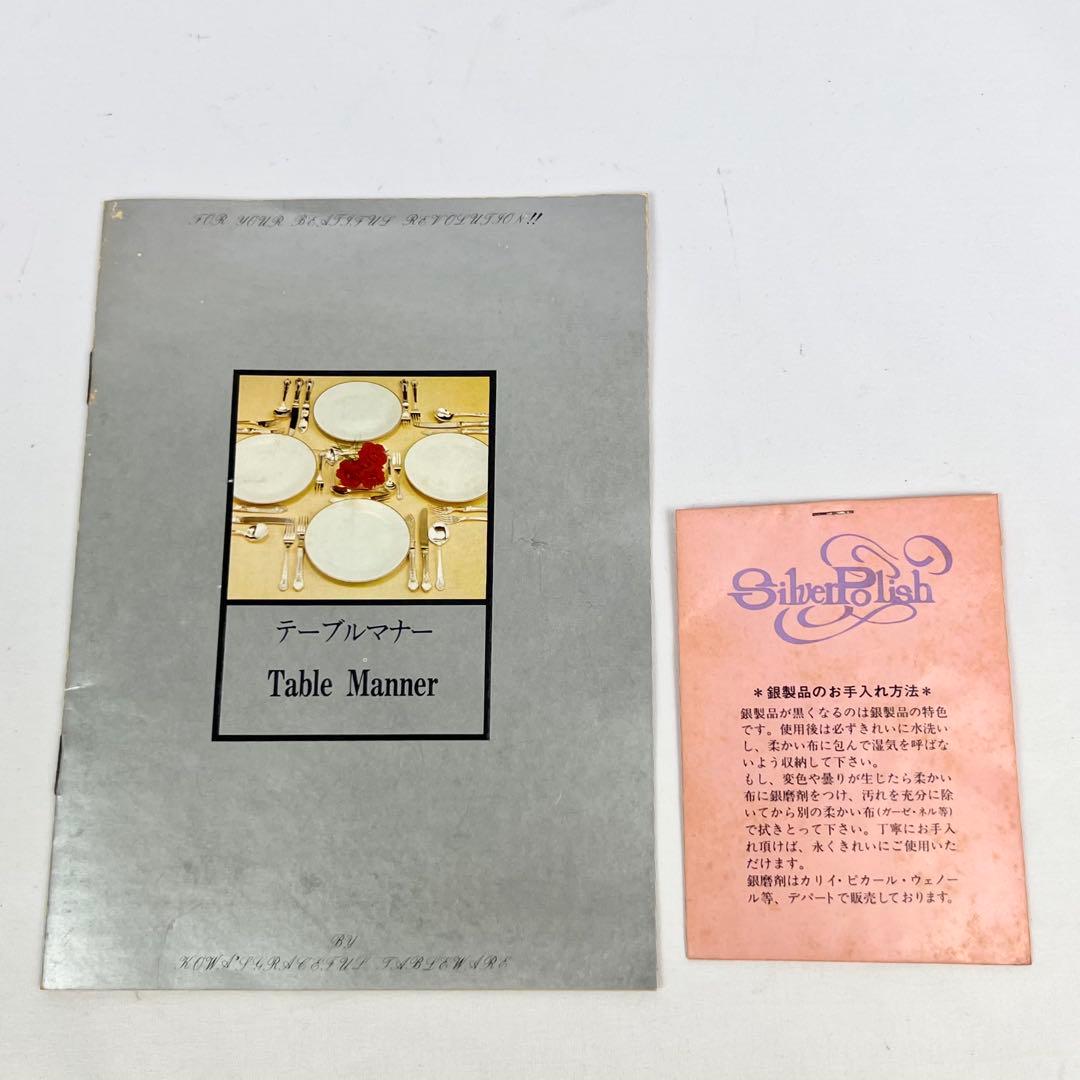 FOR YOUR BEATIFUL REVOLUTION!!
テーブルマナー
Table Manner
BY
KOWA'S GRACEFUL TABLEWARE
Silver Polish
＊銀製品のお手入れ方法＊
銀製品が黒くなるのは銀製品の特色
です。使用後は必ずきれいに水洗い
し、柔かい布に包んで湿気を呼ばな
いよう収納して下さい。
もし、変色や曇りが生じたら柔かい
布に銀磨剤をつけ、汚れを充分に除
いてから別の柔かい布(ガーゼ・ネル等)
で拭きとって下さい。丁寧にお手入
れ頂けば、永くきれいにご使用いた
だけます。
銀磨剤はカリイ・ピカール・ウェノー
ル等、デパートで販売しております。